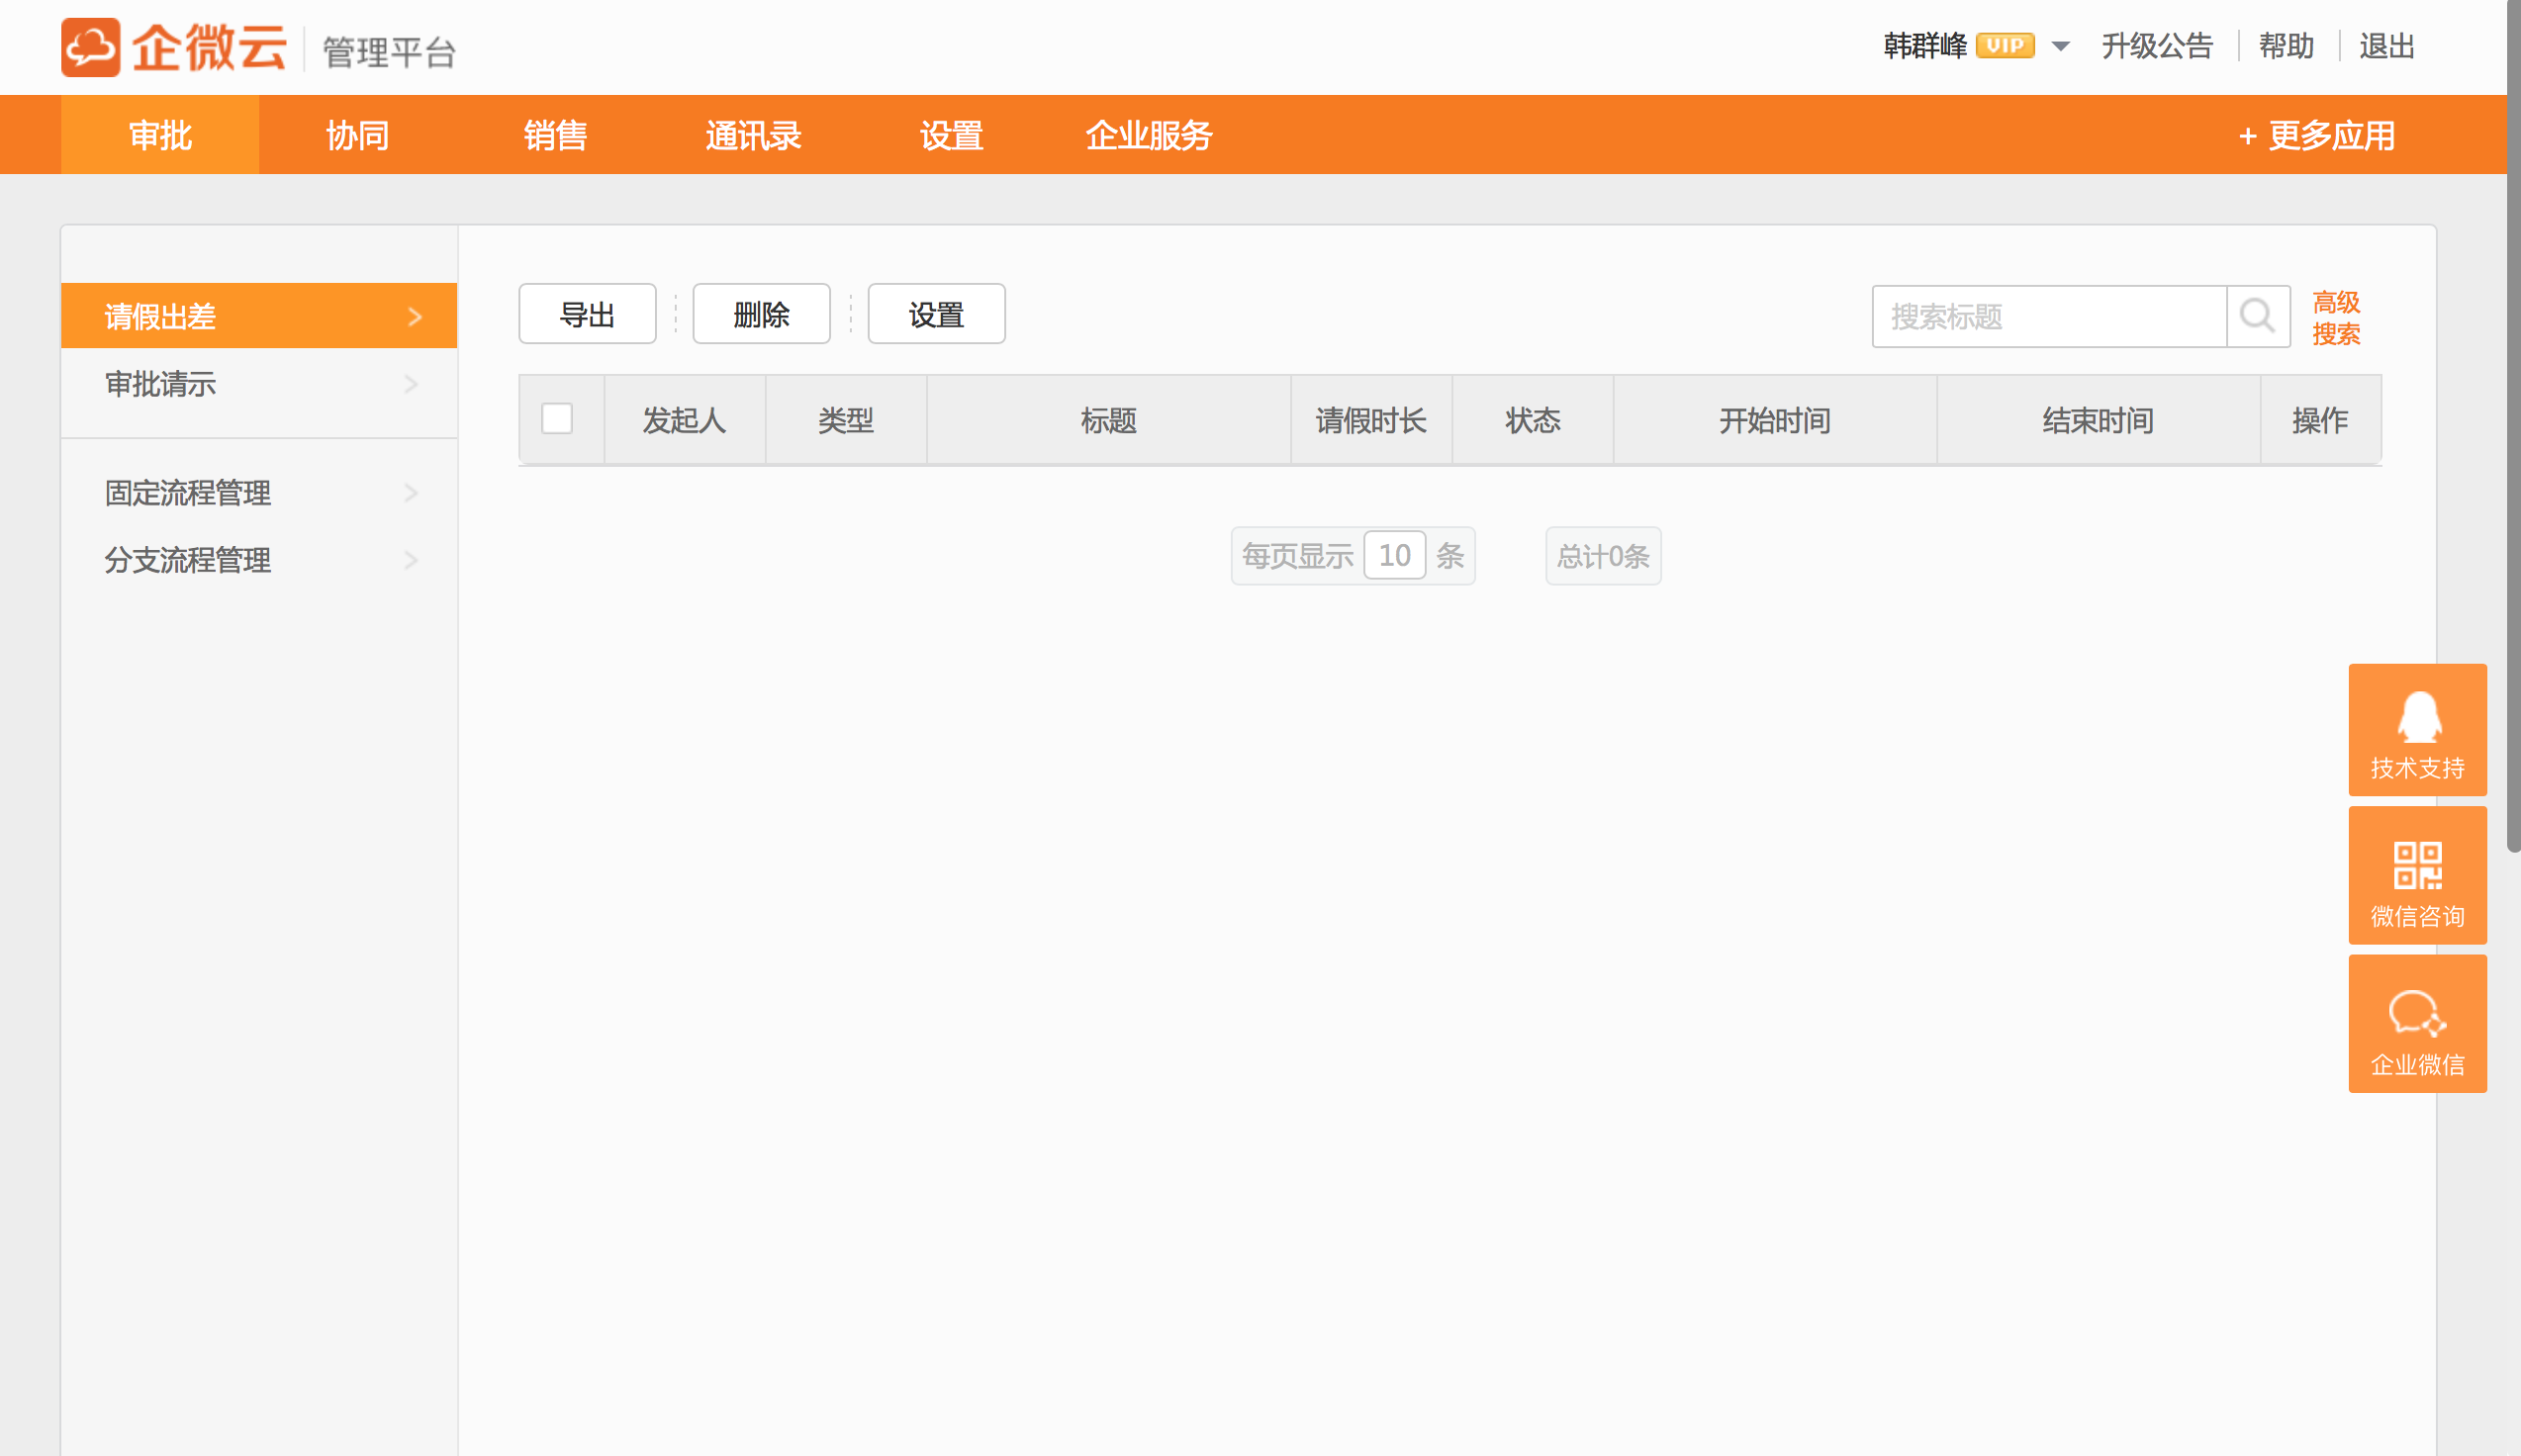 企微云 管理平台
韩群峰 VIP 升级公告 帮助 退出
审批 协同 销售 通讯录 设置 企业服务 + 更多应用
请假出差
审批请示
固定流程管理
分支流程管理
导出 删除 设置
搜索标题
高级
搜索
发起人 类型 标题 请假时长 状态 开始时间 结束时间 操作
每页显示 10 条 总计0条
技术支持
微信咨询
企业微信